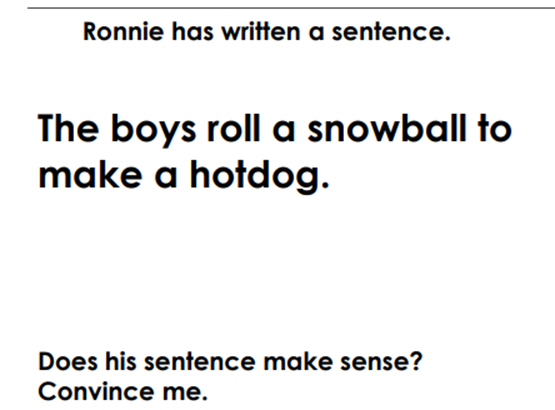 Ronnie has written a sentence.
The boys roll a snowball to
make a hotdog.
Does his sentence make sense?
Convince me.